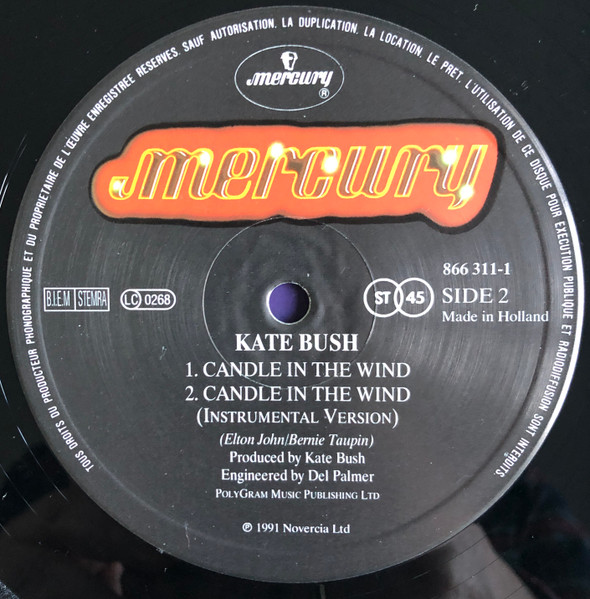 TOUS DROITS DU PRODUCTEUR PHONOGRAPHIQUE ET DU PROPRIETAIRE DE L'ŒUVRE ENREGISTREE RESERVES. SAUF AUTORISATION. LA DUPLICATION. LA LOCATION. LE PRET. L'UTILISATION DE CE DISQUE POUR EXECUTION PUBLIQUE ET RADIODIFFUSION SONT INTERDITS
mercury ®
mercury
866 311-1
B.I.E.M STEMRA LC 0268 ST 45 SIDE 2
Made in Holland
KATE BUSH
1. CANDLE IN THE WIND
2. CANDLE IN THE WIND
(INSTRUMENTAL VERSION)
(Elton John/Bernie Taupin)
Produced by Kate Bush
Engineered by Del Palmer
POLYGRAM MUSIC PUBLISHING LTD
℗ 1991 Novercia Ltd